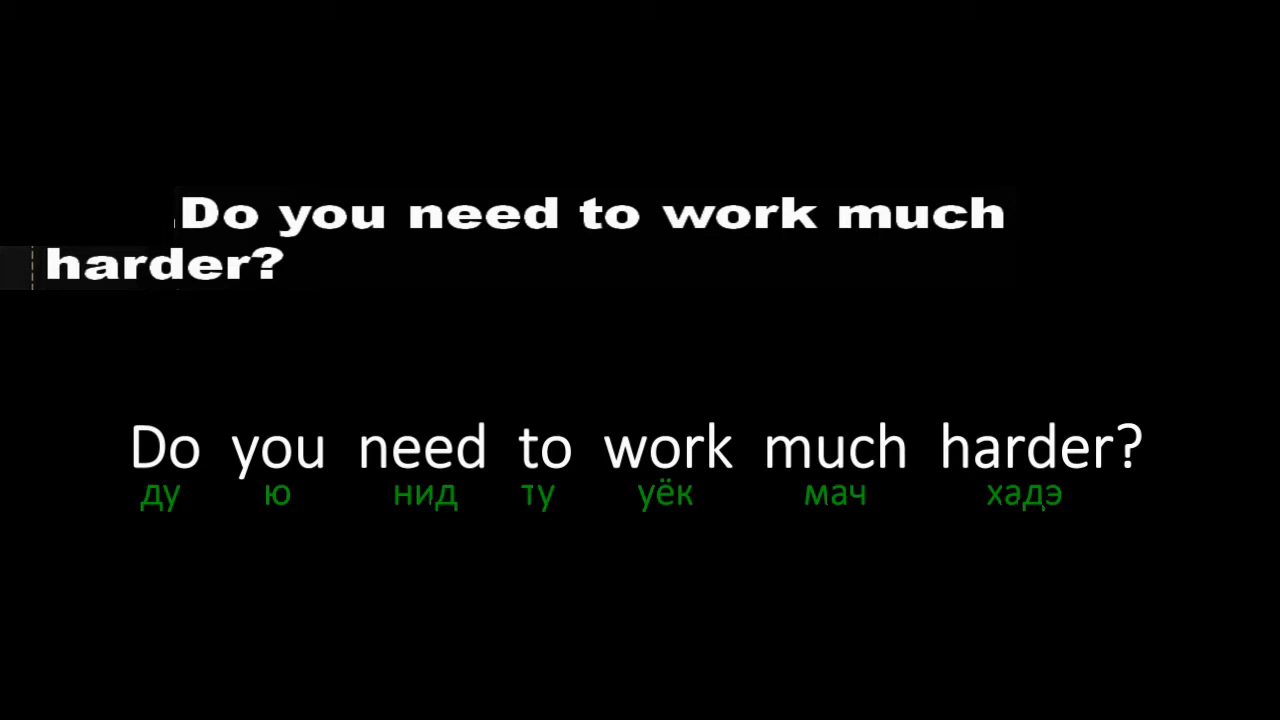 Do you need to work much
harder?
Do you need to work much harder?
ду ю нид ту уёк мач хадэ